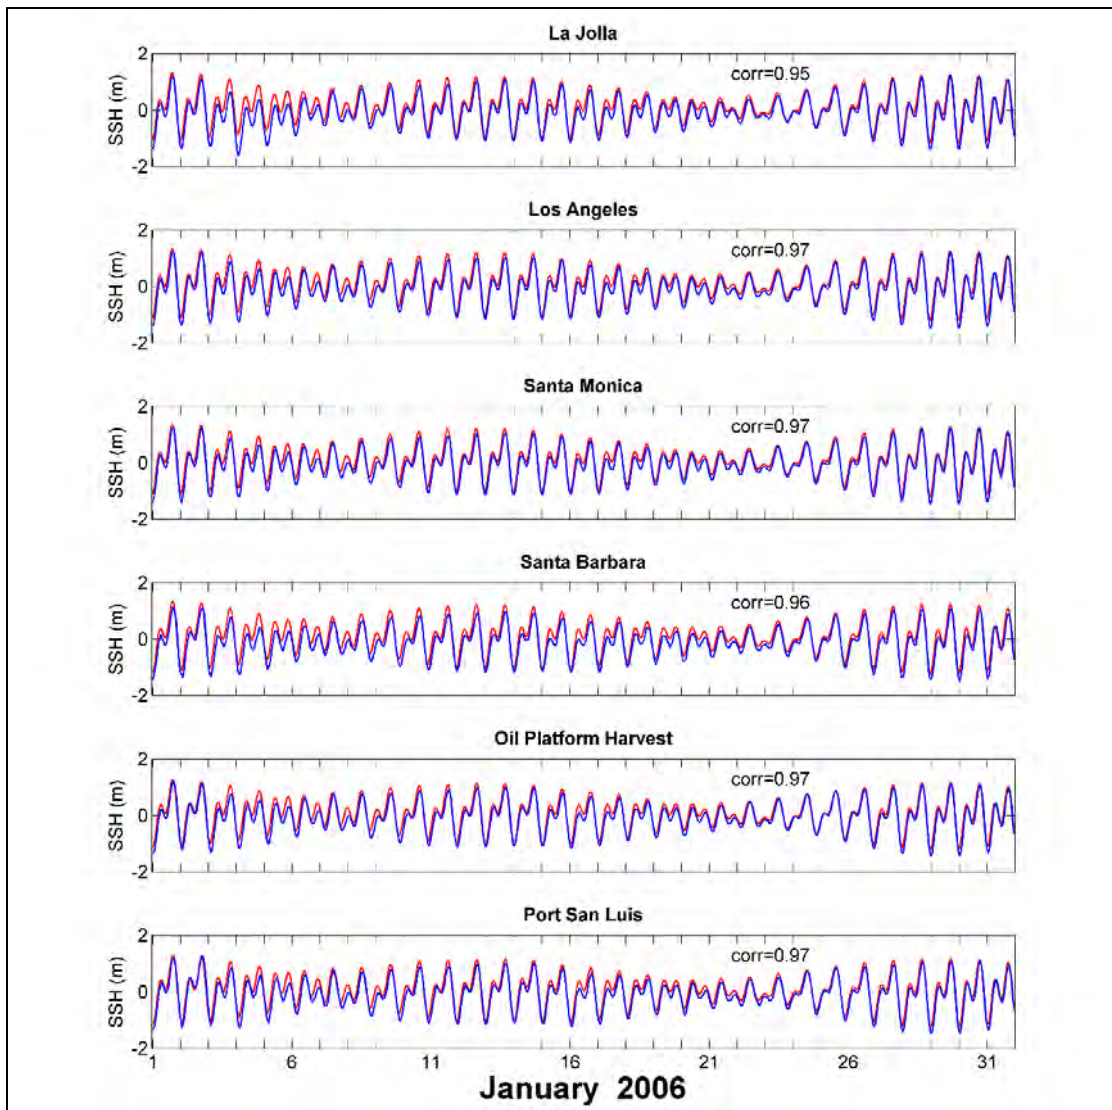 La Jolla
2
0
-2
SSH (m)
corr=0.95
Los Angeles
2
0
-2
SSH (m)
corr=0.97
Santa Monica
2
0
-2
SSH (m)
corr=0.97
Santa Barbara
2
0
-2
SSH (m)
corr=0.96
Oil Platform Harvest
2
0
-2
SSH (m)
corr=0.97
Port San Luis
2
0
-2
SSH (m)
corr=0.97
1 6 11 16 21 26 31
January 2006